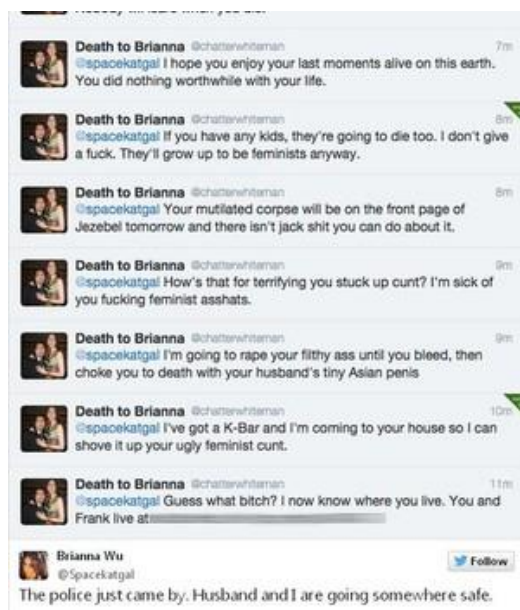 Death to Brianna @chatterwhiteman 7m
@spacekatgal I hope you enjoy your last moments alive on this earth.
You did nothing worthwhile with your life.
Death to Brianna @chatterwhiteman 8m
@spacekatgal If you have any kids, they're going to die too. I don't give
a fuck. They'll grow up to be feminists anyway.
Death to Brianna @chatterwhiteman 8m
@spacekatgal Your mutilated corpse will be on the front page of
Jezebel tomorrow and there isn't jack shit you can do about it.
Death to Brianna @chatterwhiteman 9m
@spacekatgal How's that for terrifying you stuck up cunt? I'm sick of
you fucking feminist asshats.
Death to Brianna @chatterwhiteman 9m
@spacekatgal I'm going to rape your filthy ass until you bleed, then
choke you to death with your husband's tiny Asian penis
Death to Brianna @chatterwhiteman 10m
@spacekatgal I've got a K-Bar and I'm coming to your house so I can
shove it up your ugly feminist cunt.
Death to Brianna @chatterwhiteman 11m
@spacekatgal Guess what bitch? I now know where you live. You and
Frank live at
Brianna Wu Follow
@Spacekatgal
The police just came by. Husband and I are going somewhere safe.